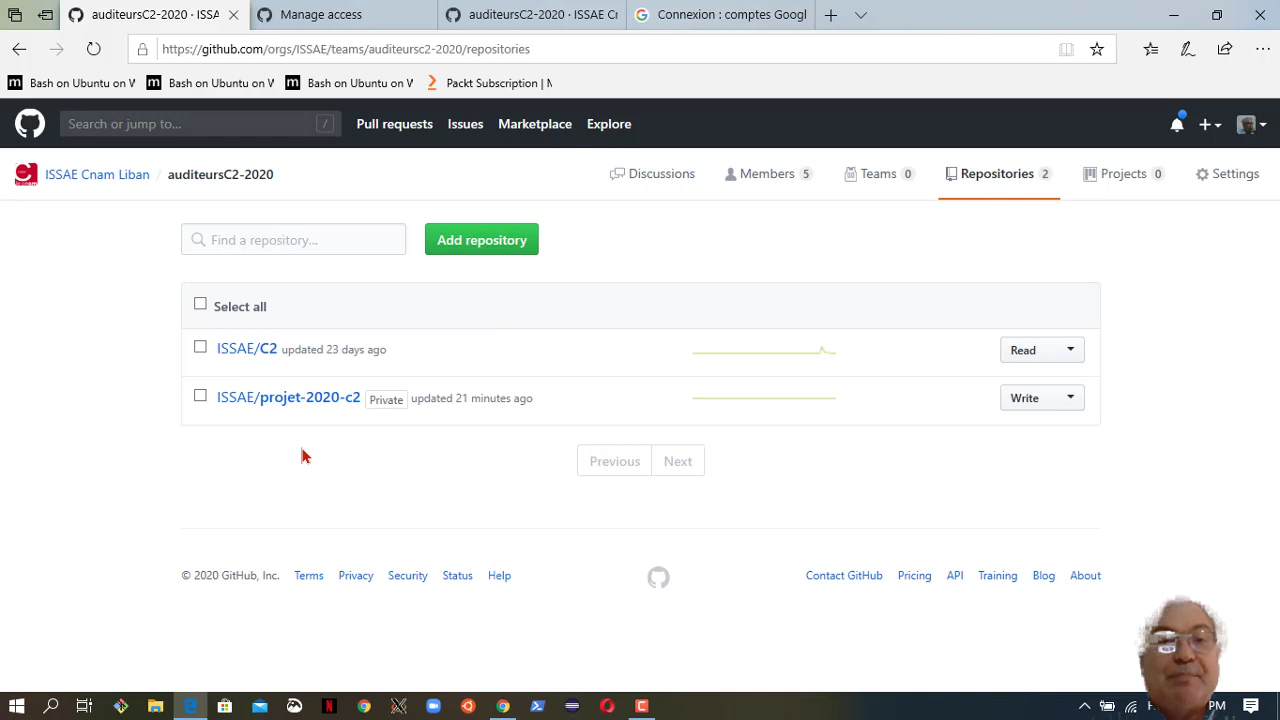 auditeursC2-2020 · ISSA
Manage access
auditeursc2-2020 · ISSAE Cr
Connexion : comptes Googl
https://github.com/orgs/ISSAE/teams/auditeursc2-2020/repositories
Bash on Ubuntu on V
Bash on Ubuntu on V
Bash on Ubuntu on V
Packt Subscription | N
Search or jump to...
/
Pull requests
Issues
Marketplace
Explore
ISSAE Cnam Liban / auditeursC2-2020
Discussions
Members 5
Teams 0
Repositories 2
Projects 0
Settings
Find a repository...
Add repository
Select all
ISSAE/C2 updated 23 days ago
Read
ISSAE/projet-2020-c2 Private updated 21 minutes ago
Write
Previous
Next
© 2020 GitHub, Inc.
Terms
Privacy
Security
Status
Help
Contact GitHub
Pricing
API
Training
Blog
About
PM